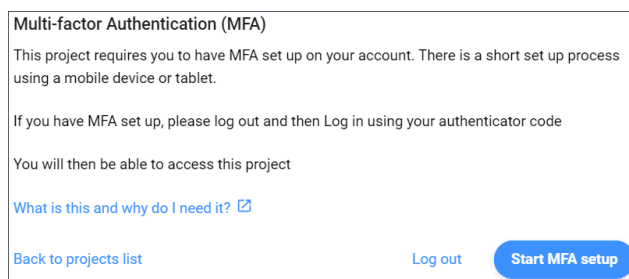 Multi-factor Authentication (MFA)
This project requires you to have MFA set up on your account. There is a short set up process
using a mobile device or tablet.
If you have MFA set up, please log out and then Log in using your authenticator code
You will then be able to access this project
What is this and why do I need it?
Back to projects list Log out Start MFA setup